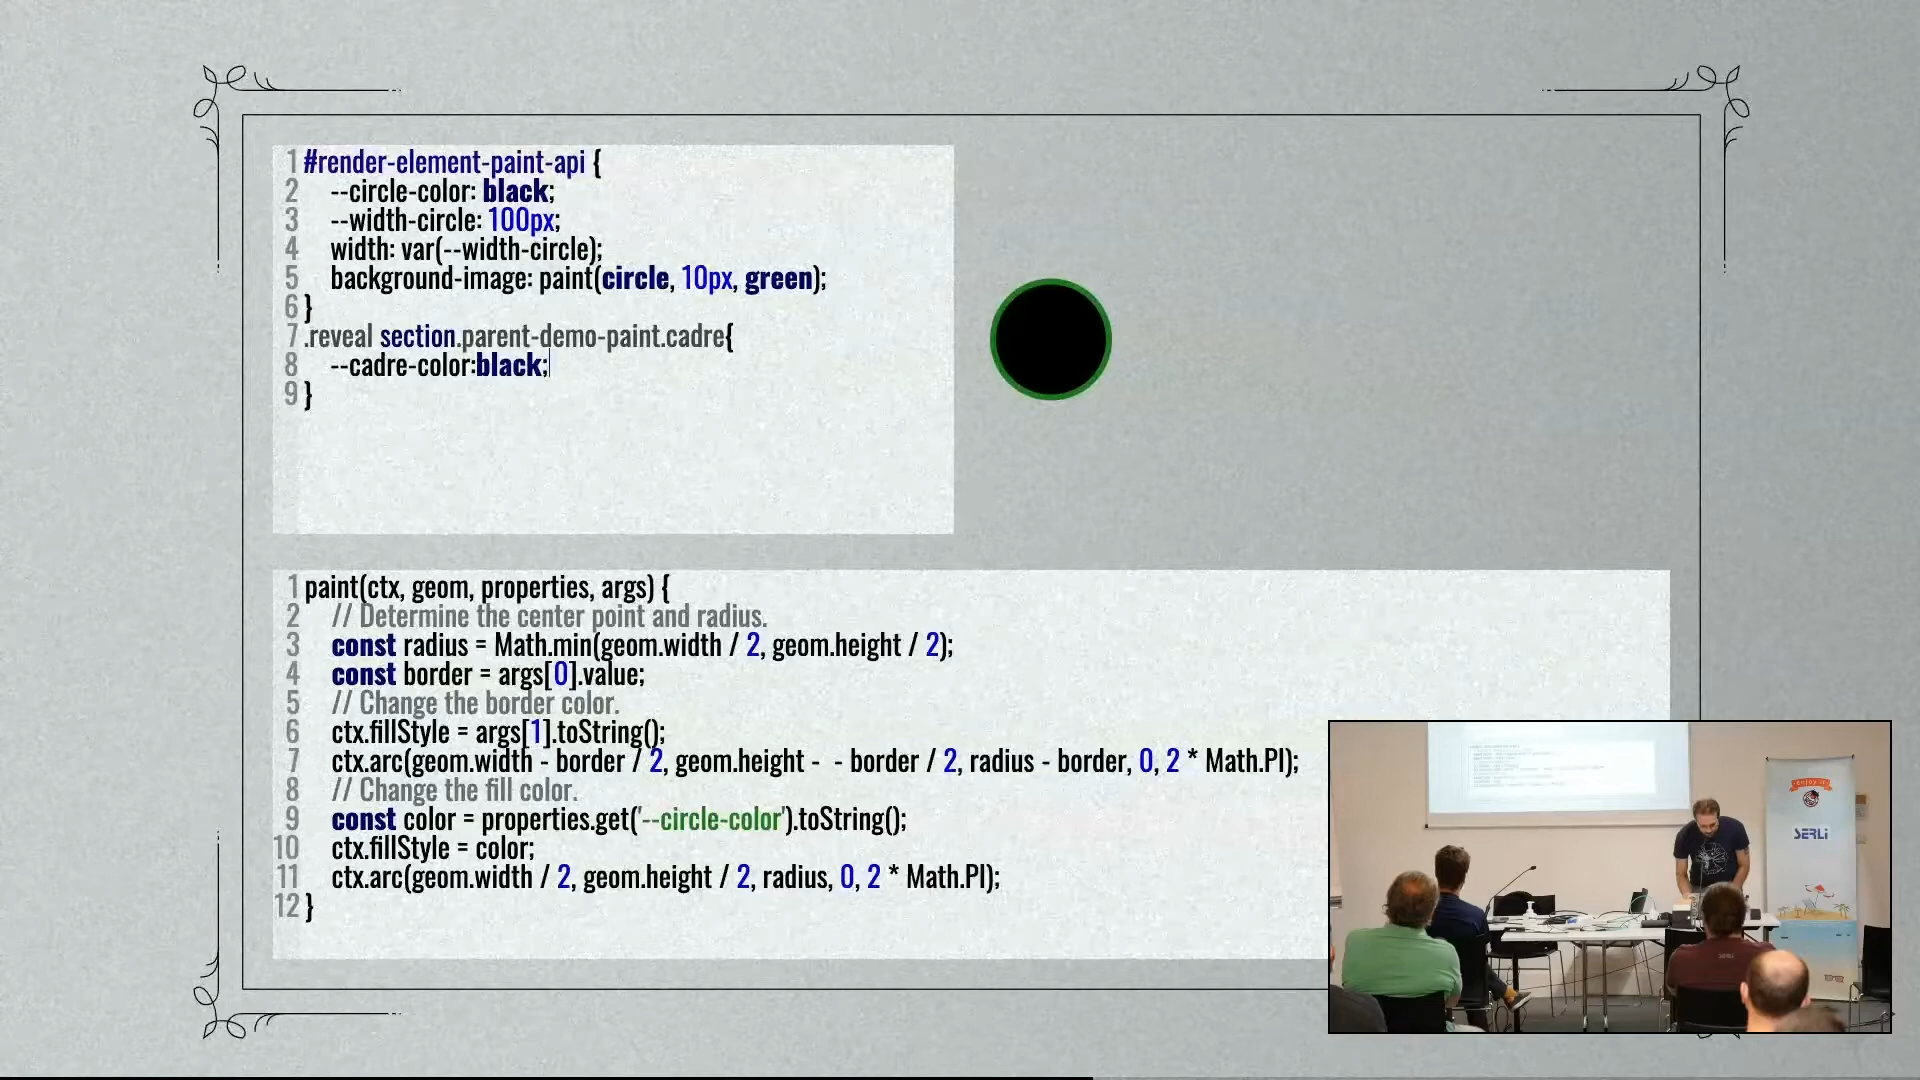 1 #render-element-paint-api {
2 --circle-color: black;
3 --width-circle: 100px;
4 width: var(--width-circle);
5 background-image: paint(circle, 10px, green);
6 }
7 .reveal section.parent-demo-paint.cadre{
8 --cadre-color:black;
9 }
1 paint(ctx, geom, properties, args) {
2 // Determine the center point and radius.
3 const radius = Math.min(geom.width / 2, geom.height / 2);
4 const border = args[0].value;
5 // Change the border color.
6 ctx.fillStyle = args[1].toString();
7 ctx.arc(geom.width - border / 2, geom.height -  - border / 2, radius - border, 0, 2 * Math.PI);
8 // Change the fill color.
9 const color = properties.get('--circle-color').toString();
10 ctx.fillStyle = color;
11 ctx.arc(geom.width / 2, geom.height / 2, radius, 0, 2 * Math.PI);
12 }
enjoy it
SERLI